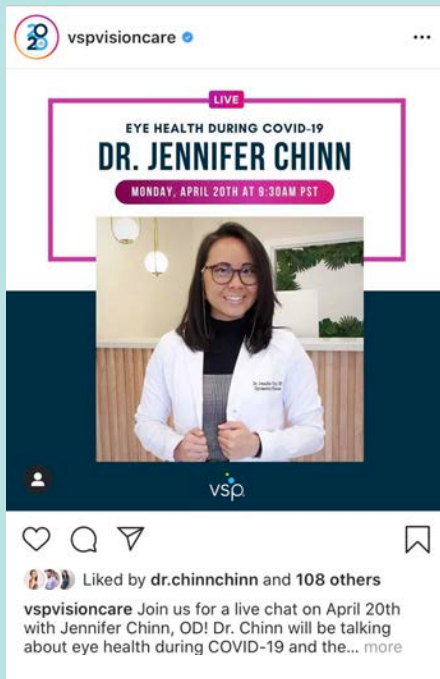 2020
vspvisioncare
LIVE
EYE HEALTH DURING COVID-19
DR. JENNIFER CHINN
MONDAY, APRIL 20TH AT 9:30AM PST
vsp.
Liked by dr.chinnchinn and 108 others
vspvisioncare Join us for a live chat on April 20th
with Jennifer Chinn, OD! Dr. Chinn will be talking
about eye health during COVID-19 and the... more